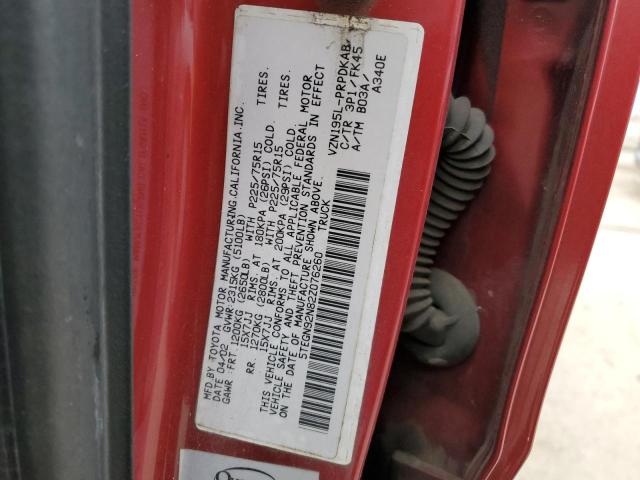 MFD.BY TOYOTA MOTOR MANUFACTURING,CALIFORNIA,INC.
DATE 04/02 GVWR 2315KG (5100LB)
GAWR: FRT 1200KG (2650LB) WITH P225/75R15 TIRES.
15X7JJ RIMS. AT 180KPA (26PSI) COLD.
RR. 1270KG (2800LB) WITH P225/75R15 TIRES.
15X7JJ RIMS. AT 200KPA (29PSI) COLD.
THIS VEHICLE CONFORMS TO ALL APPLICABLE FEDERAL MOTOR
VEHICLE SAFETY AND THEFT PREVENTION STANDARDS IN EFFECT
ON THE DATE OF MANUFACTURE SHOWN ABOVE.
5TEGN92N82Z076260 TRUCK
VZN195L-PRPDKAB
C/TR 3P1/FK45
A/TM B03A/
A340E